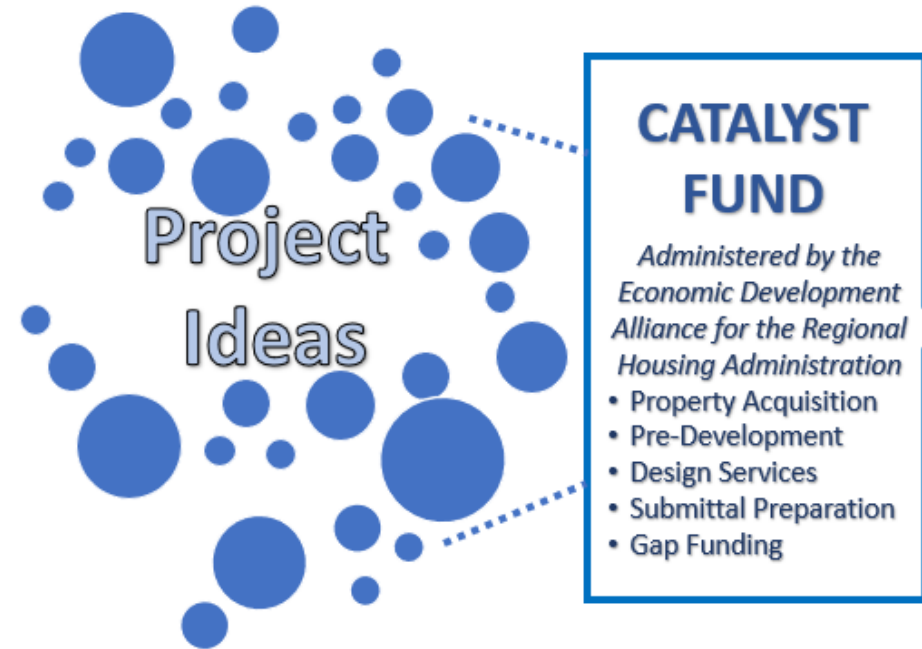 Project
Ideas
CATALYST
FUND
Administered by the
Economic Development
Alliance for the Regional
Housing Administration
• Property Acquisition
• Pre-Development
• Design Services
• Submittal Preparation
• Gap Funding